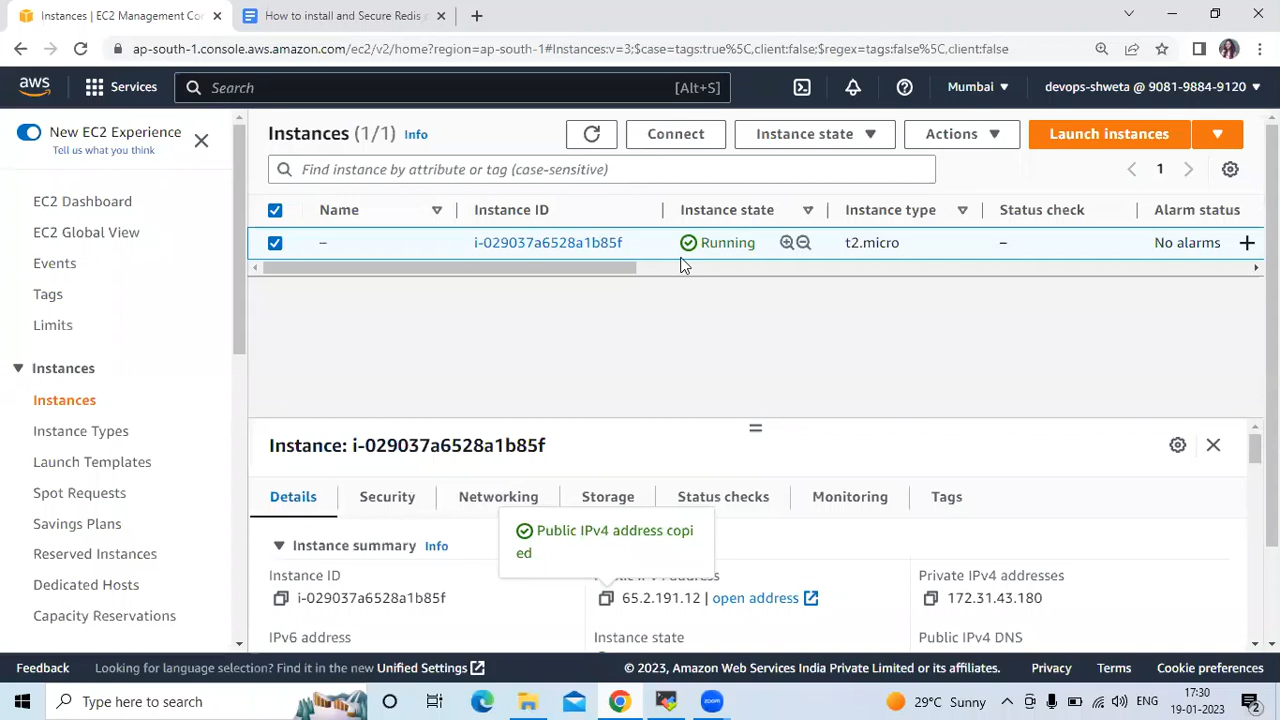 Instances | EC2 Management Con
How to install and Secure Redis
ap-south-1.console.aws.amazon.com/ec2/v2/home?region=ap-south-1#Instances:v=3;$case=tags:true%5C,client:false;$regex=tags:false%5C,client:false
aws
Services
Search
[Alt+S]
Mumbai
devops-shweta @ 9081-9884-9120
New EC2 Experience
Tell us what you think
EC2 Dashboard
EC2 Global View
Events
Tags
Limits
Instances
Instances
Instance Types
Launch Templates
Spot Requests
Savings Plans
Reserved Instances
Dedicated Hosts
Capacity Reservations
Instances (1/1) Info
Connect
Instance state
Actions
Launch instances
Find instance by attribute or tag (case-sensitive)
1
Name
Instance ID
Instance state
Instance type
Status check
Alarm status
–
i-029037a6528a1b85f
Running
t2.micro
–
No alarms +
Instance: i-029037a6528a1b85f
Details
Security
Networking
Storage
Status checks
Monitoring
Tags
Public IPv4 address copi
ed
Instance summary Info
Instance ID
i-029037a6528a1b85f
Public IPv4 address
65.2.191.12 | open address
Private IPv4 addresses
172.31.43.180
IPv6 address
Instance state
Public IPv4 DNS
Feedback
Looking for language selection? Find it in the new Unified Settings
© 2023, Amazon Web Services India Private Limited or its affiliates.
Privacy
Terms
Cookie preferences
Type here to search
29°C Sunny
17:30
19-01-2023
2